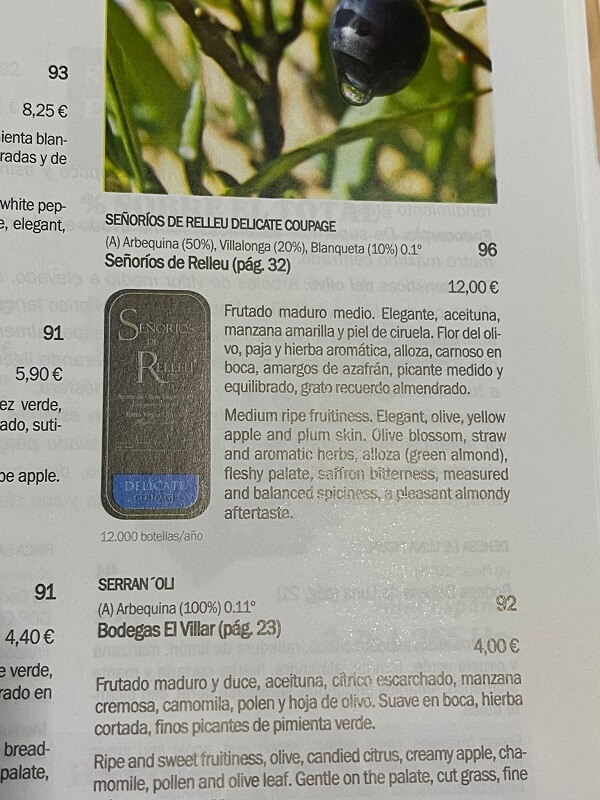 93
8,25 €
ienta blan-
radas y de
white pep-
e, elegant,
91
5,90 €
ez verde,
ado, suti-
pe apple.
91
4,40 €
e verde,
rado en
bread-
palate,
SEÑORÍOS DE RELLEU DELICATE COUPAGE
(A) Arbequina (50%), Villalonga (20%), Blanqueta (10%) 0.1º
96
Señoríos de Relleu (pág. 32)
12,00 €
SEÑORÍOS
DE
RELLEU
DELICATE
COUPAGE
12.000 botellas/año
Frutado maduro medio. Elegante, aceituna,
manzana amarilla y piel de ciruela. Flor del oli-
vo, paja y hierba aromática, alloza, carnoso en
boca, amargos de azafrán, picante medido y
equilibrado, grato recuerdo almendrado.
Medium ripe fruitiness. Elegant, olive, yellow
apple and plum skin. Olive blossom, straw
and aromatic herbs, alloza (green almond),
fleshy palate, saffron bitterness, measured
and balanced spiciness, a pleasant almondy
aftertaste.
SERRAN´OLI
(A) Arbequina (100%) 0.11º
92
Bodegas El Villar (pág. 23)
4,00 €
Frutado maduro y duce, aceituna, cítrico escarchado, manzana
cremosa, camomila, polen y hoja de olivo. Suave en boca, hierba
cortada, finos picantes de pimienta verde.
Ripe and sweet fruitiness, olive, candied citrus, creamy apple, cha-
momile, pollen and olive leaf. Gentle on the palate, cut grass, fine